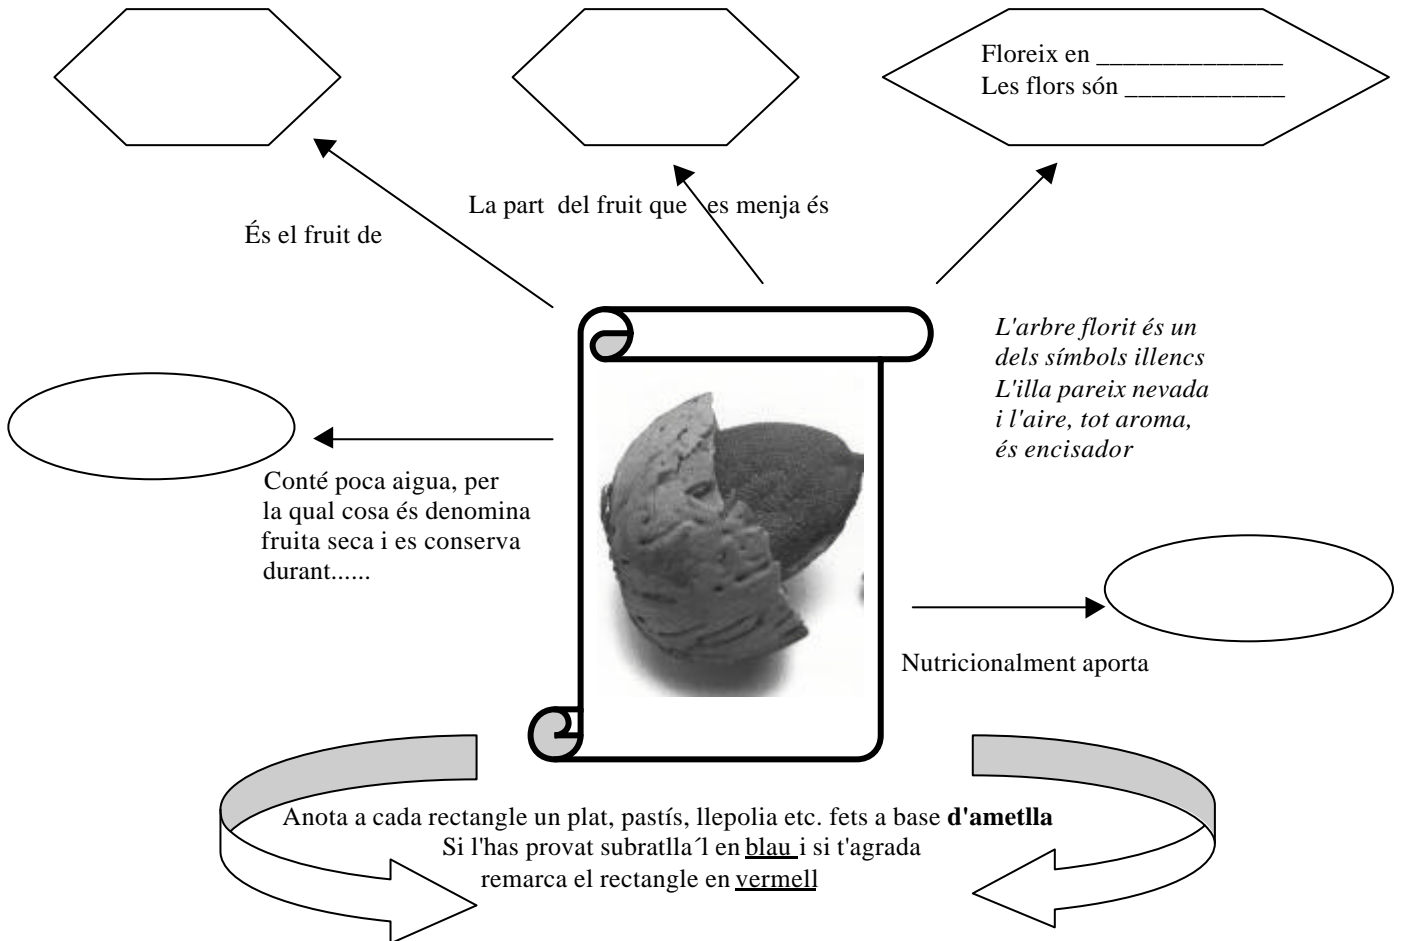 Floreix en ______________
Les flors són ____________
La part del fruit que es menja és
És el fruit de
L'arbre florit és un
dels símbols illencs
L'illa pareix nevada
i l'aire, tot aroma,
és encisador
Conté poca aigua, per
la qual cosa és denomina
fruita seca i es conserva
durant......
Nutricionalment aporta
Anota a cada rectangle un plat, pastís, llepolia etc. fets a base d'ametlla
Si l'has provat subratlla´l en blau i si t'agrada
remarca el rectangle en vermell